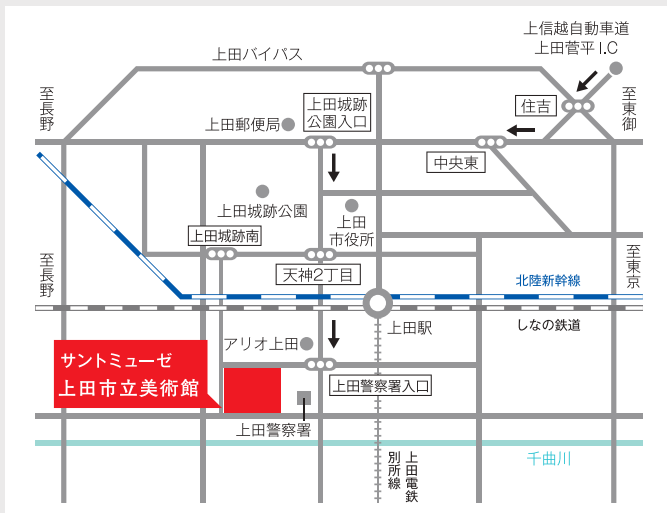 上信越自動車道
上田菅平 I.C
上田バイパス
至長野
至東御
住吉
上田郵便局
上田城跡
公園入口
中央東
上田城跡公園
上田
市役所
上田城跡南
天神2丁目
至長野
至東京
北陸新幹線
しなの鉄道
上田駅
アリオ上田
サントミューゼ
上田市立美術館
上田警察署入口
上田警察署
上田電鉄
別所線
千曲川